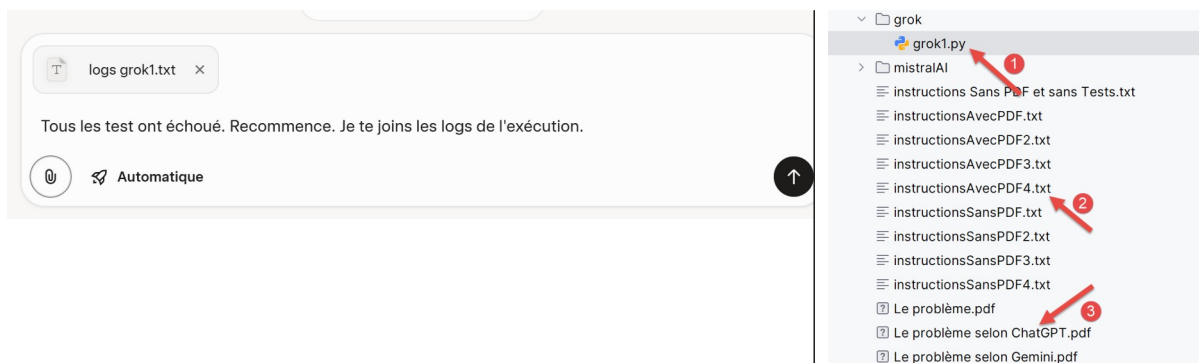 logs grok1.txt ×
Tous les test ont échoué. Recommence. Je te joins les logs de l'exécution.
Automatique
grok
grok1.py
1
mistralAI
instructions Sans PDF et sans Tests.txt
instructionsAvecPDF.txt
instructionsAvecPDF2.txt
instructionsAvecPDF3.txt
instructionsAvecPDF4.txt
2
instructionsSansPDF.txt
instructionsSansPDF2.txt
instructionsSansPDF3.txt
instructionsSansPDF4.txt
Le problème.pdf
3
Le problème selon ChatGPT.pdf
Le problème selon Gemini.pdf